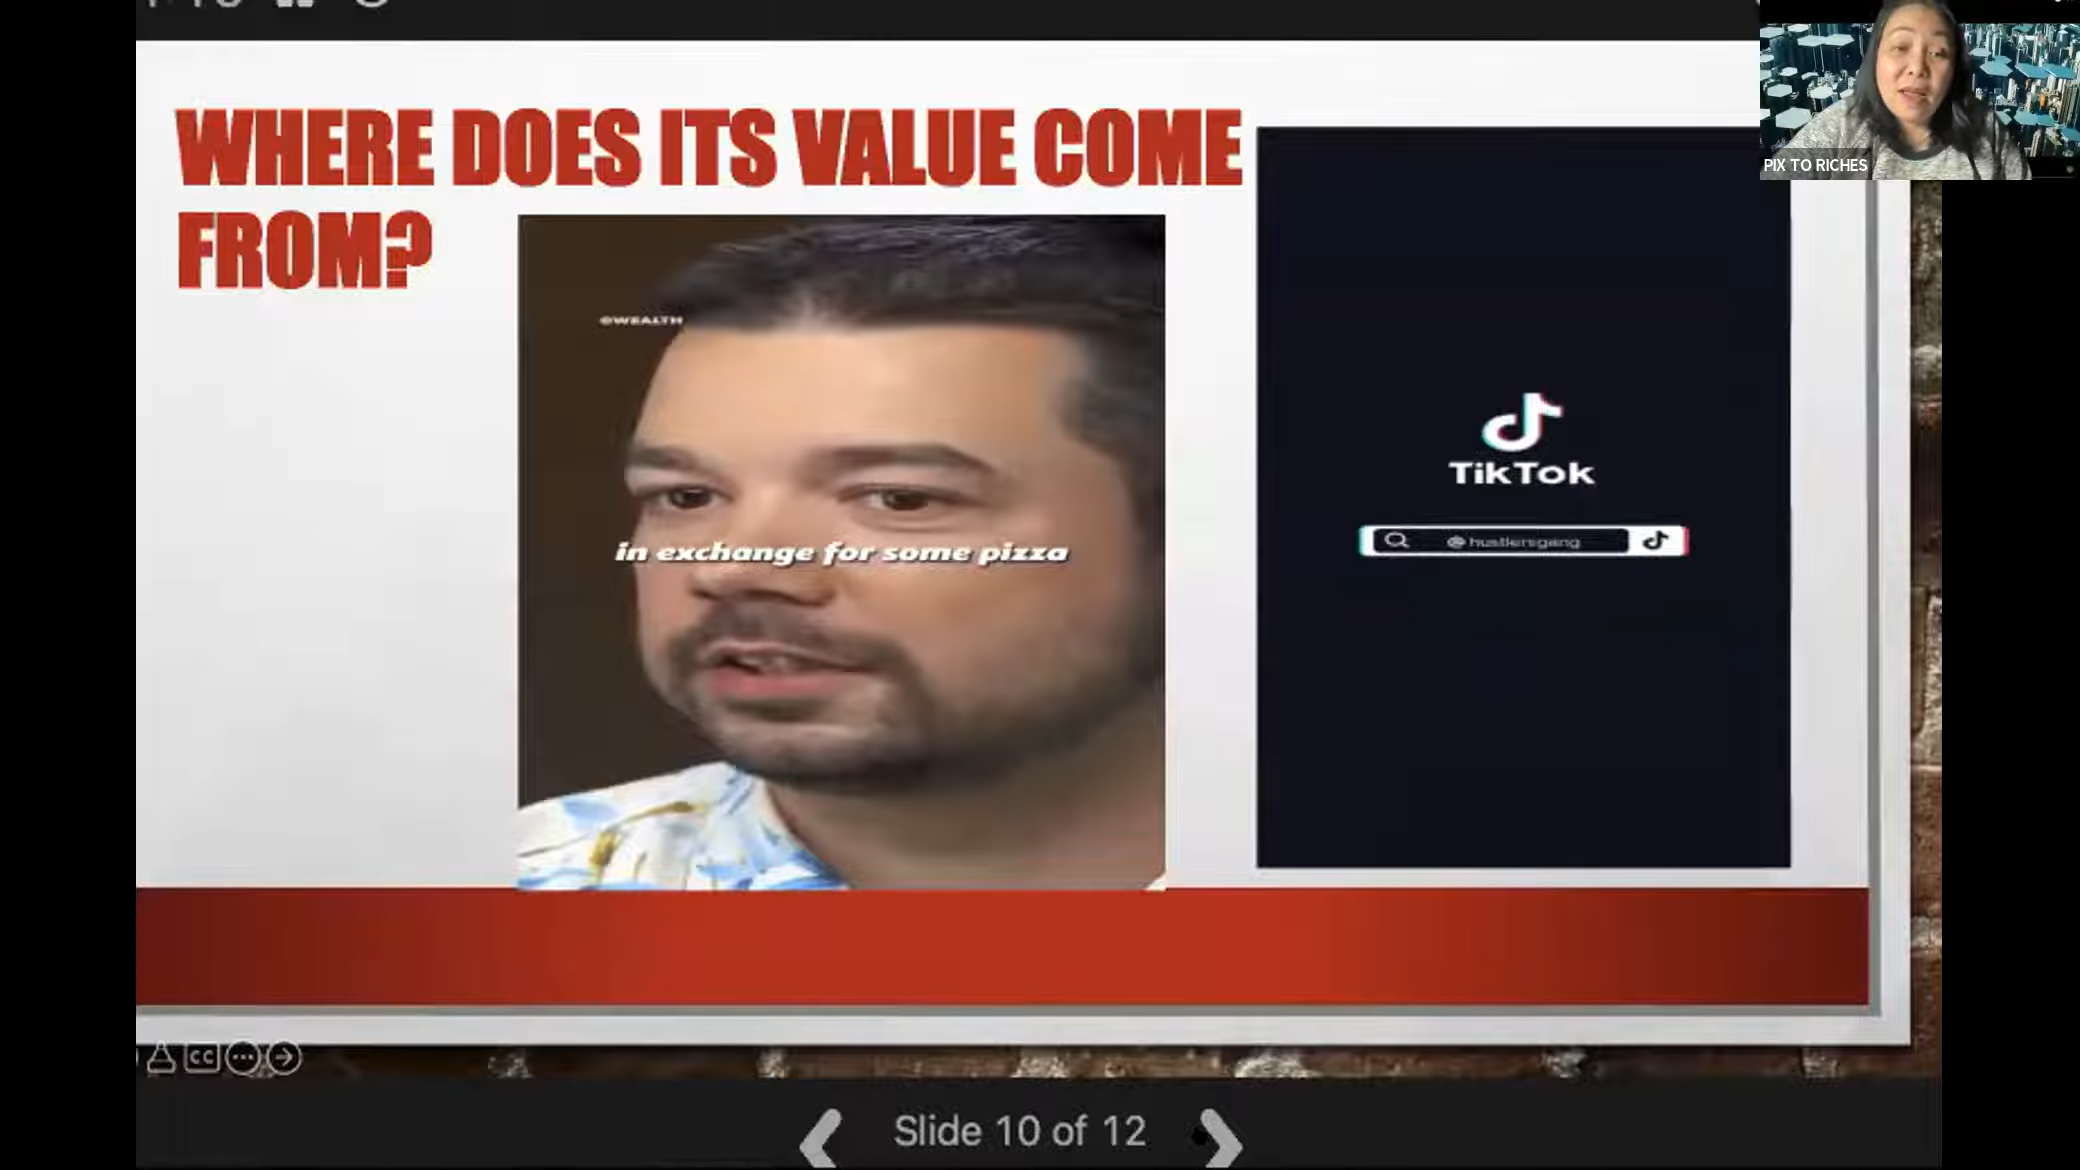 PIX TO RICHES
WHERE DOES ITS VALUE COME
FROM?
@WEALTH
in exchange for some pizza
TikTok
@hustlersgang
CC
Slide 10 of 12